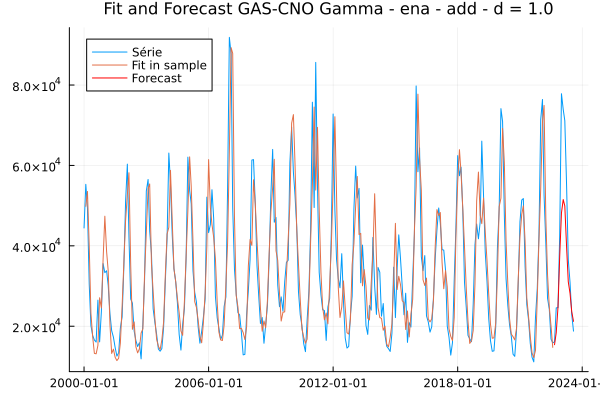 Fit and Forecast GAS-CNO Gamma - ena - add - d = 1.0
Série
Fit in sample
Forecast
8.0×10⁴
6.0×10⁴
4.0×10⁴
2.0×10⁴
2000-01-01 2006-01-01 2012-01-01 2018-01-01 2024-01-